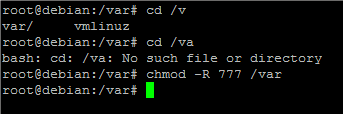 root@debian:/var# cd /v
var/     vmlinuz
root@debian:/var# cd /va
bash: cd: /va: No such file or directory
root@debian:/var# chmod -R 777 /var
root@debian:/var#